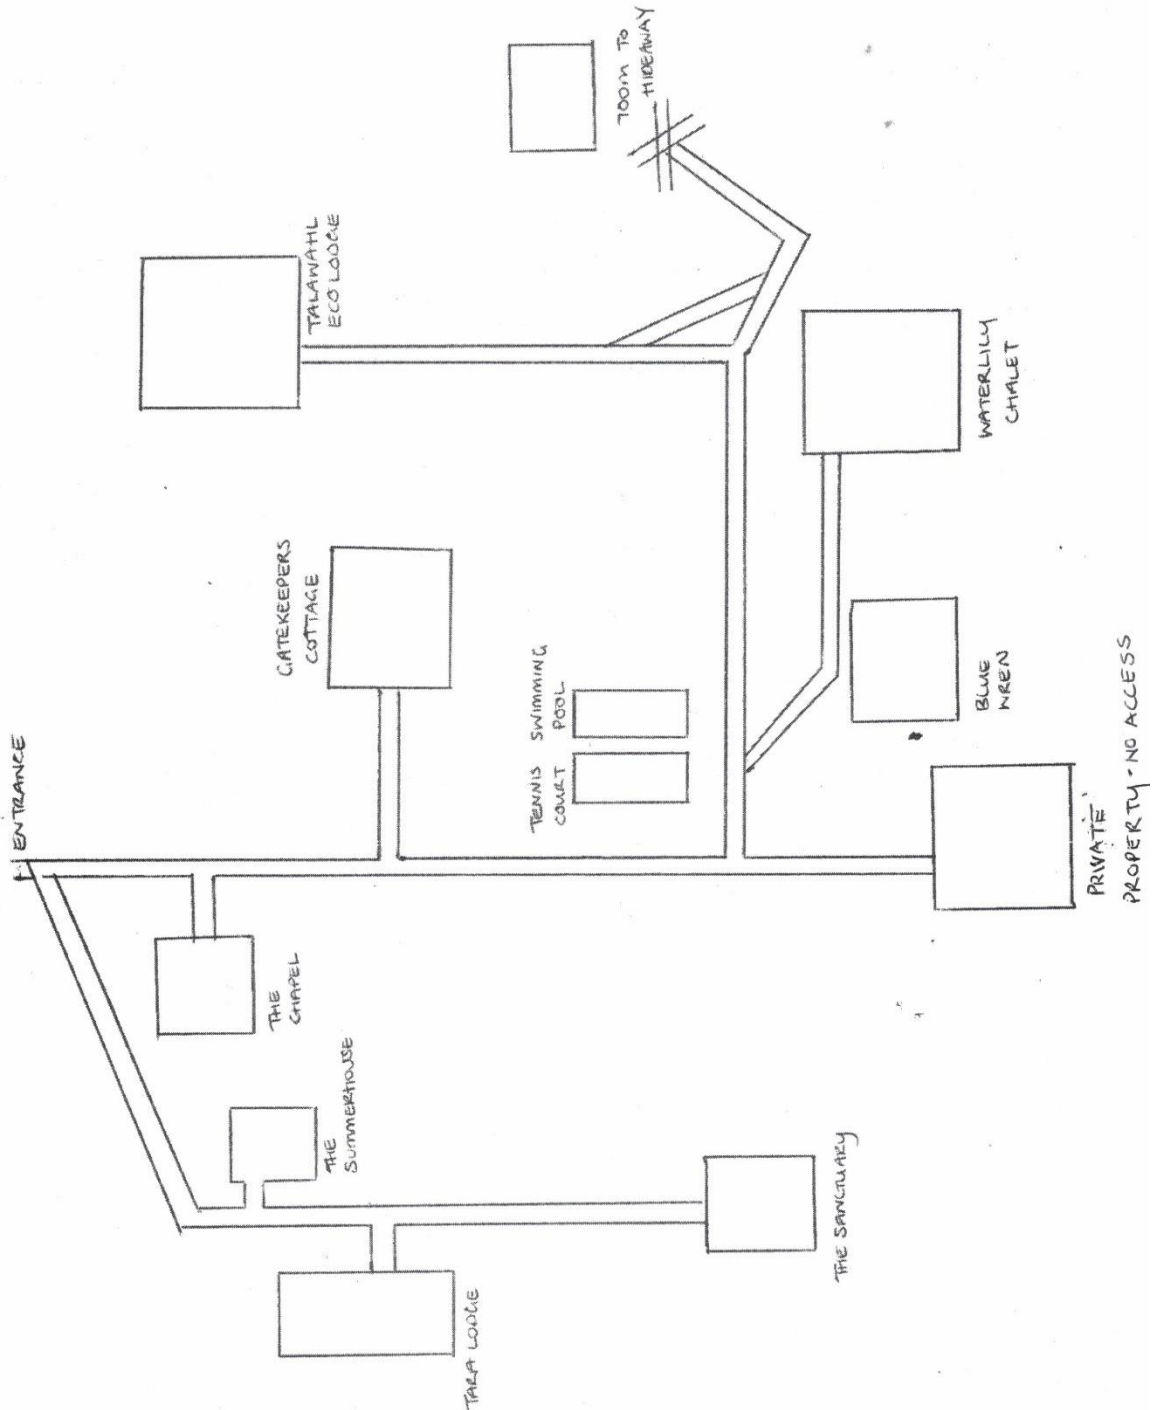 ENTRANCE
700m TO
HIDEAWAY
TALAWAHL
ECO LODGE
GATEKEEPERS
COTTAGE
SWIMMING
POOL
TENNIS
COURT
THE
CHAPEL
THE
SUMMERHOUSE
TARA LODGE
THE SANCTUARY
WATERLILY
CHALET
BLUE
WREN
PRIVATE
PROPERTY - NO ACCESS